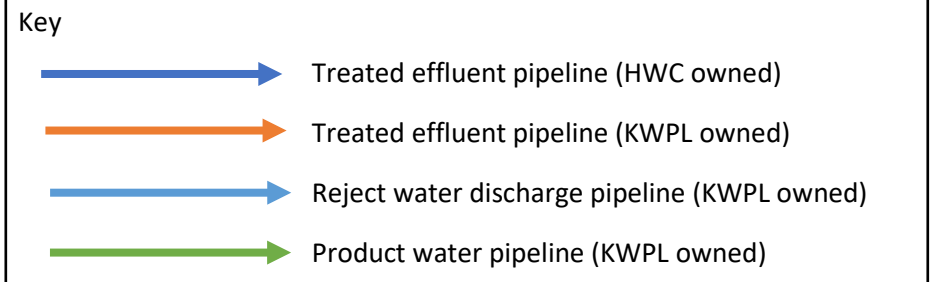 Key
Treated effluent pipeline (HWC owned)
Treated effluent pipeline (KWPL owned)
Reject water discharge pipeline (KWPL owned)
Product water pipeline (KWPL owned)